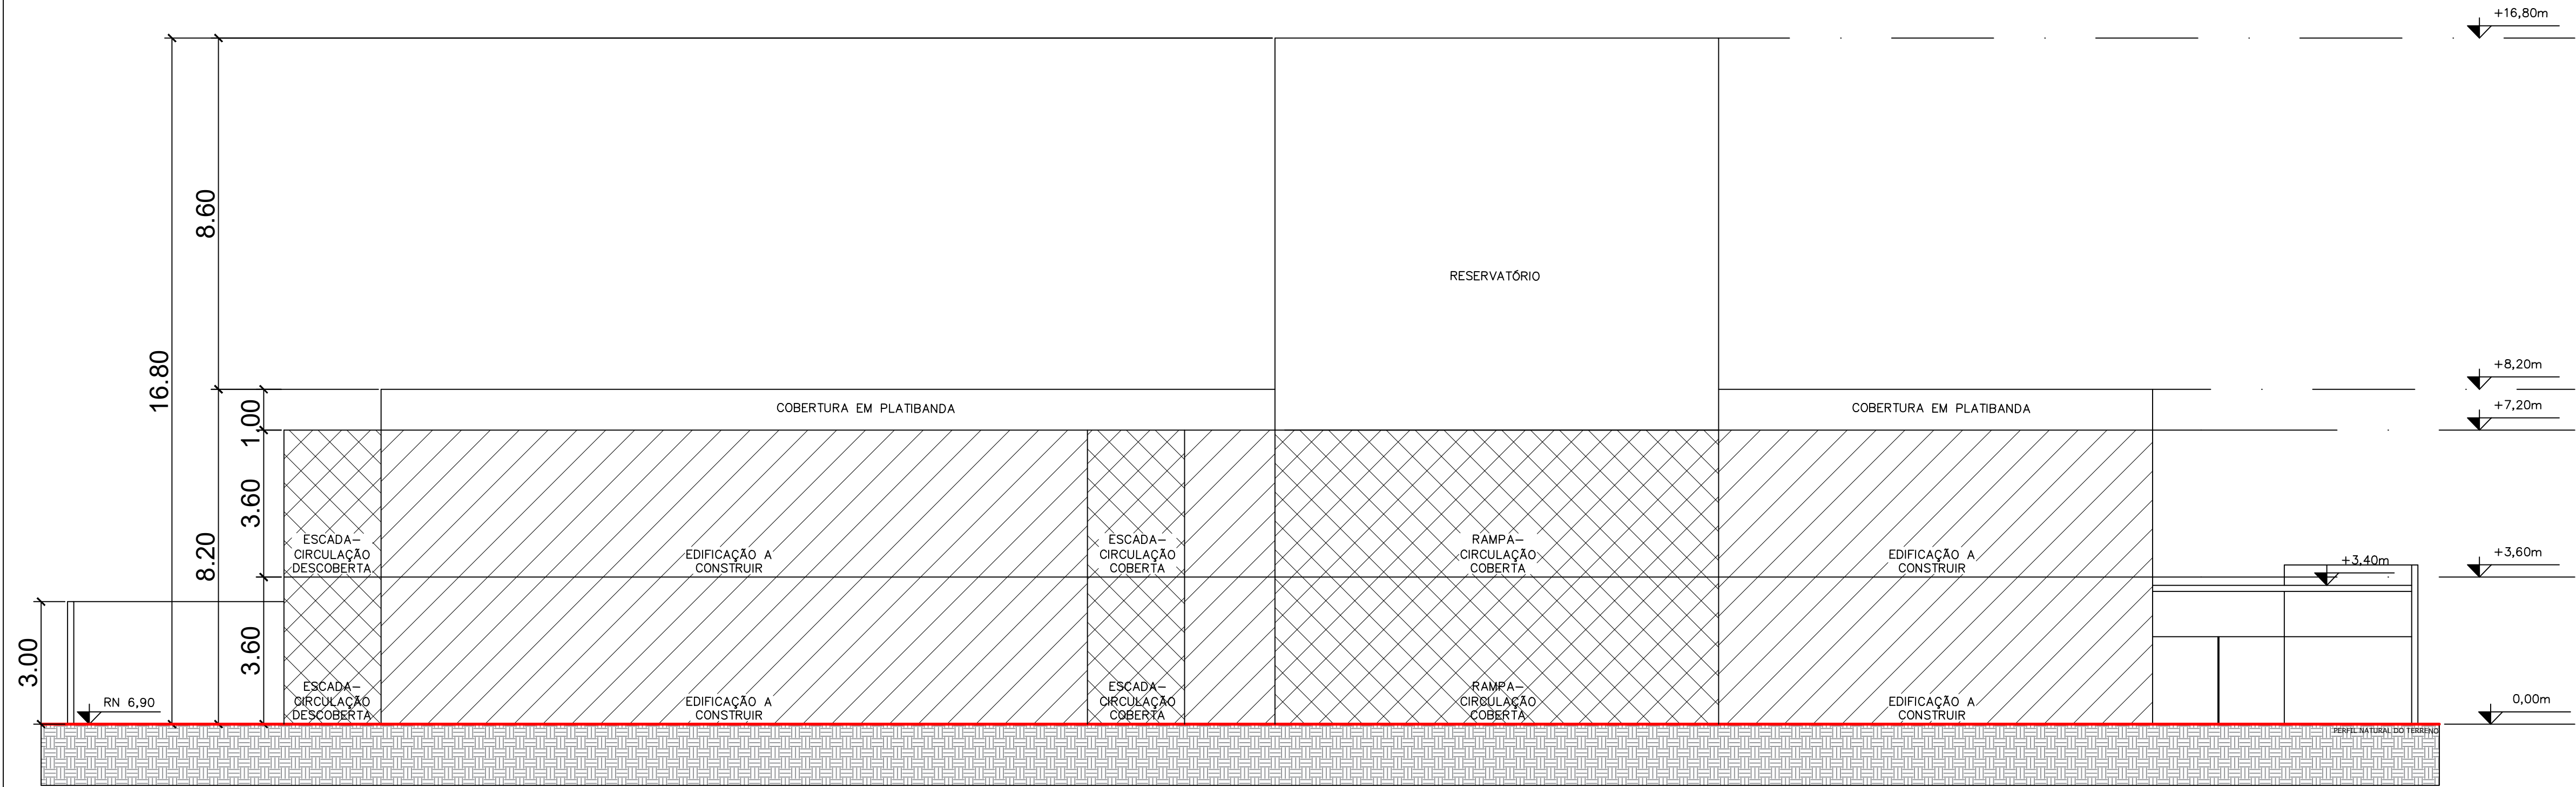 +16,80m
8.60
RESERVATÓRIO
16.80
+8,20m
1.00
COBERTURA EM PLATIBANDA
COBERTURA EM PLATIBANDA
+7,20m
3.60
8.20
ESCADA-
CIRCULAÇÃO
DESCOBERTA
EDIFICAÇÃO A
CONSTRUIR
ESCADA-
CIRCULAÇÃO
COBERTA
RAMPA-
CIRCULAÇÃO
COBERTA
EDIFICAÇÃO A
CONSTRUIR
+3,40m
+3,60m
3.00
3.60
RN 6,90
ESCADA-
CIRCULAÇÃO
DESCOBERTA
EDIFICAÇÃO A
CONSTRUIR
ESCADA-
CIRCULAÇÃO
COBERTA
RAMPA-
CIRCULAÇÃO
COBERTA
EDIFICAÇÃO A
CONSTRUIR
0,00m
PERFIL NATURAL DO TERRENO